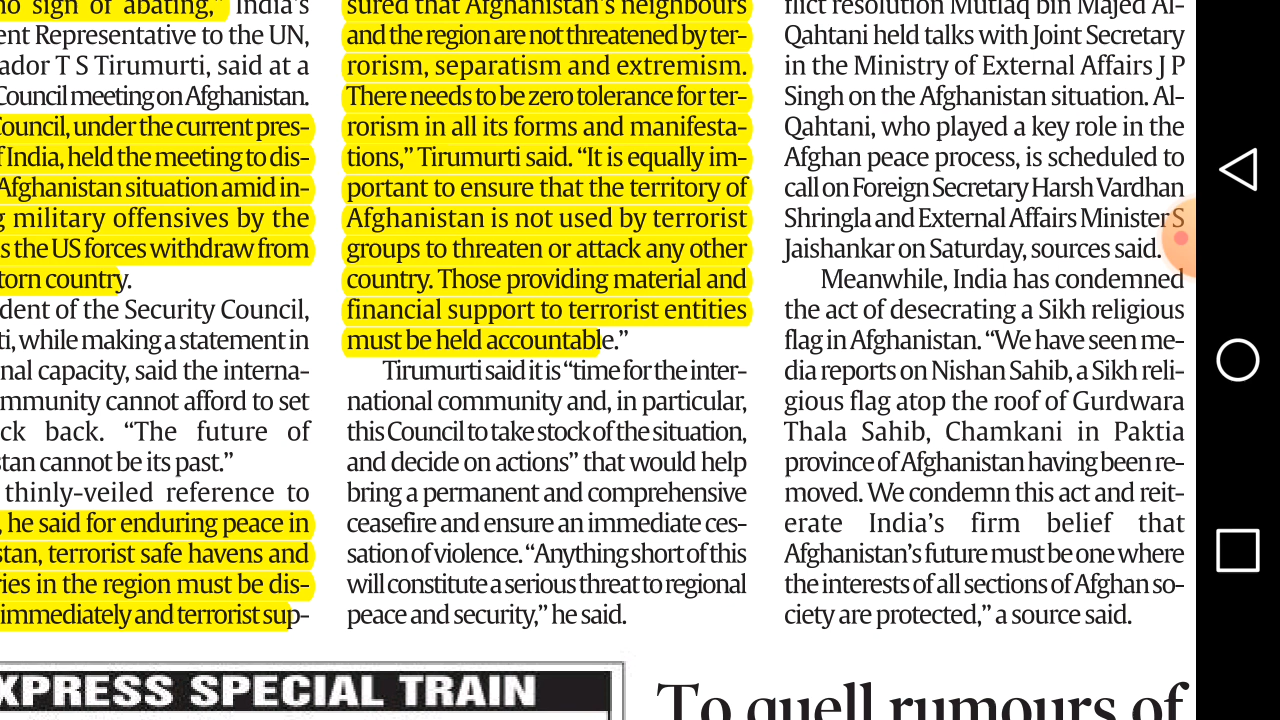 no sign of abating,” India’s
ent Representative to the UN,
ador T S Tirumurti, said at a
Council meeting on Afghanistan.
Council, under the current pres-
f India, held the meeting to dis-
Afghanistan situation amid in-
g military offensives by the
s the US forces withdraw from
torn country.
dent of the Security Council,
ti, while making a statement in
nal capacity, said the interna-
mmunity cannot afford to set
ck back. “The future of
stan cannot be its past.”
thinly-veiled reference to
, he said for enduring peace in
stan, terrorist safe havens and
ries in the region must be dis-
immediately and terrorist sup-
sured that Afghanistan’s neighbours
and the region are not threatened by ter-
rorism, separatism and extremism.
There needs to be zero tolerance for ter-
rorism in all its forms and manifesta-
tions,” Tirumurti said. “It is equally im-
portant to ensure that the territory of
Afghanistan is not used by terrorist
groups to threaten or attack any other
country. Those providing material and
financial support to terrorist entities
must be held accountable.”
Tirumurti said it is “time for the inter-
national community and, in particular,
this Council to take stock of the situation,
and decide on actions” that would help
bring a permanent and comprehensive
ceasefire and ensure an immediate ces-
sation of violence. “Anything short of this
will constitute a serious threat to regional
peace and security,” he said.
flict resolution Mutlaq bin Majed Al-
Qahtani held talks with Joint Secretary
in the Ministry of External Affairs J P
Singh on the Afghanistan situation. Al-
Qahtani, who played a key role in the
Afghan peace process, is scheduled to
call on Foreign Secretary Harsh Vardhan
Shringla and External Affairs Minister S
Jaishankar on Saturday, sources said.
Meanwhile, India has condemned
the act of desecrating a Sikh religious
flag in Afghanistan. “We have seen me-
dia reports on Nishan Sahib, a Sikh reli-
gious flag atop the roof of Gurdwara
Thala Sahib, Chamkani in Paktia
province of Afghanistan having been re-
moved. We condemn this act and reit-
erate India’s firm belief that
Afghanistan’s future must be one where
the interests of all sections of Afghan so-
ciety are protected,” a source said.
XPRESS SPECIAL TRAIN
To quell rumours of